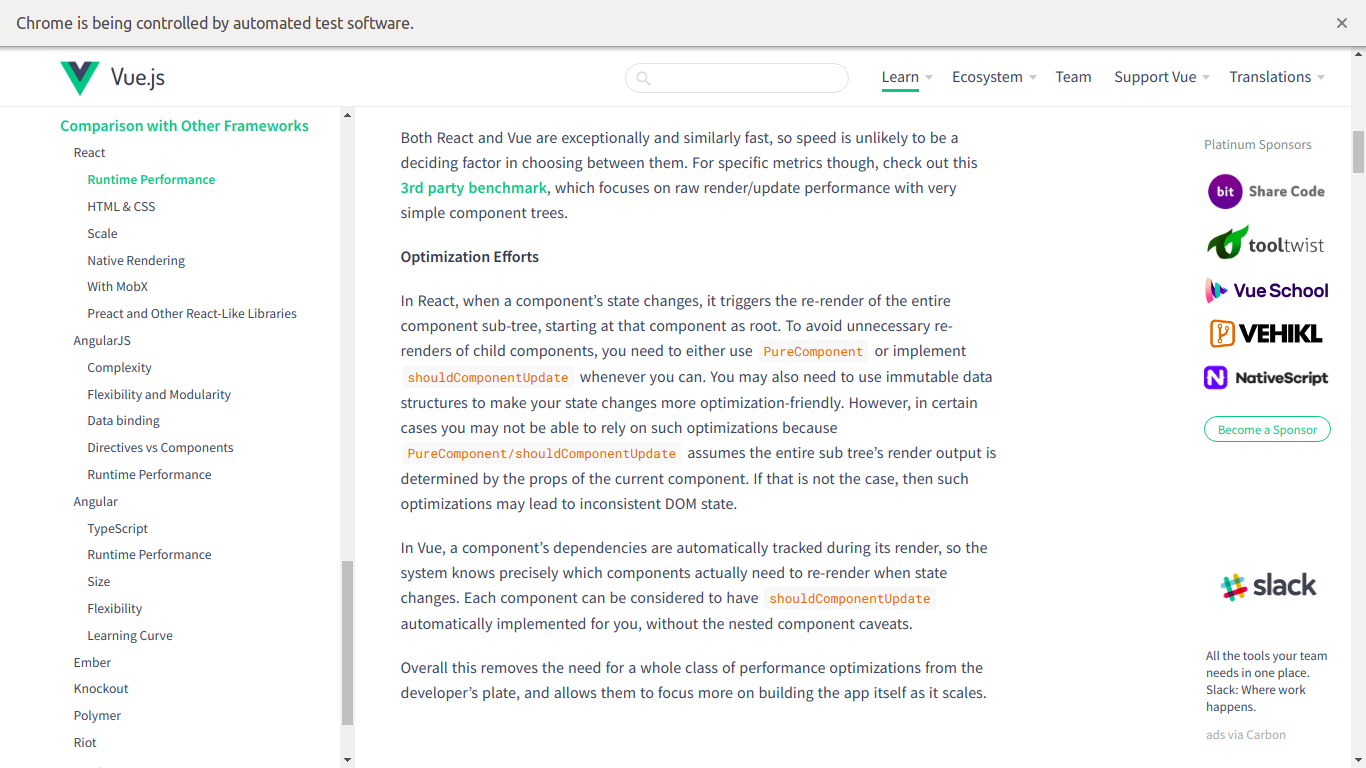 Chrome is being controlled by automated test software.
Vue.js
Learn
Ecosystem
Team
Support Vue
Translations
Comparison with Other Frameworks
React
Runtime Performance
HTML & CSS
Scale
Native Rendering
With MobX
Preact and Other React-Like Libraries
AngularJS
Complexity
Flexibility and Modularity
Data binding
Directives vs Components
Runtime Performance
Angular
TypeScript
Runtime Performance
Size
Flexibility
Learning Curve
Ember
Knockout
Polymer
Riot
Both React and Vue are exceptionally and similarly fast, so speed is unlikely to be a
deciding factor in choosing between them. For specific metrics though, check out this
3rd party benchmark, which focuses on raw render/update performance with very
simple component trees.
Optimization Efforts
In React, when a component’s state changes, it triggers the re-render of the entire
component sub-tree, starting at that component as root. To avoid unnecessary re-
renders of child components, you need to either use PureComponent or implement
shouldComponentUpdate whenever you can. You may also need to use immutable data
structures to make your state changes more optimization-friendly. However, in certain
cases you may not be able to rely on such optimizations because
PureComponent/shouldComponentUpdate assumes the entire sub tree’s render output is
determined by the props of the current component. If that is not the case, then such
optimizations may lead to inconsistent DOM state.
In Vue, a component’s dependencies are automatically tracked during its render, so the
system knows precisely which components actually need to re-render when state
changes. Each component can be considered to have shouldComponentUpdate
automatically implemented for you, without the nested component caveats.
Overall this removes the need for a whole class of performance optimizations from the
developer’s plate, and allows them to focus more on building the app itself as it scales.
Platinum Sponsors
bit Share Code
tooltwist
Vue School
VEHIKL
N NativeScript
Become a Sponsor
slack
All the tools your team
needs in one place.
Slack: Where work
happens.
ads via Carbon